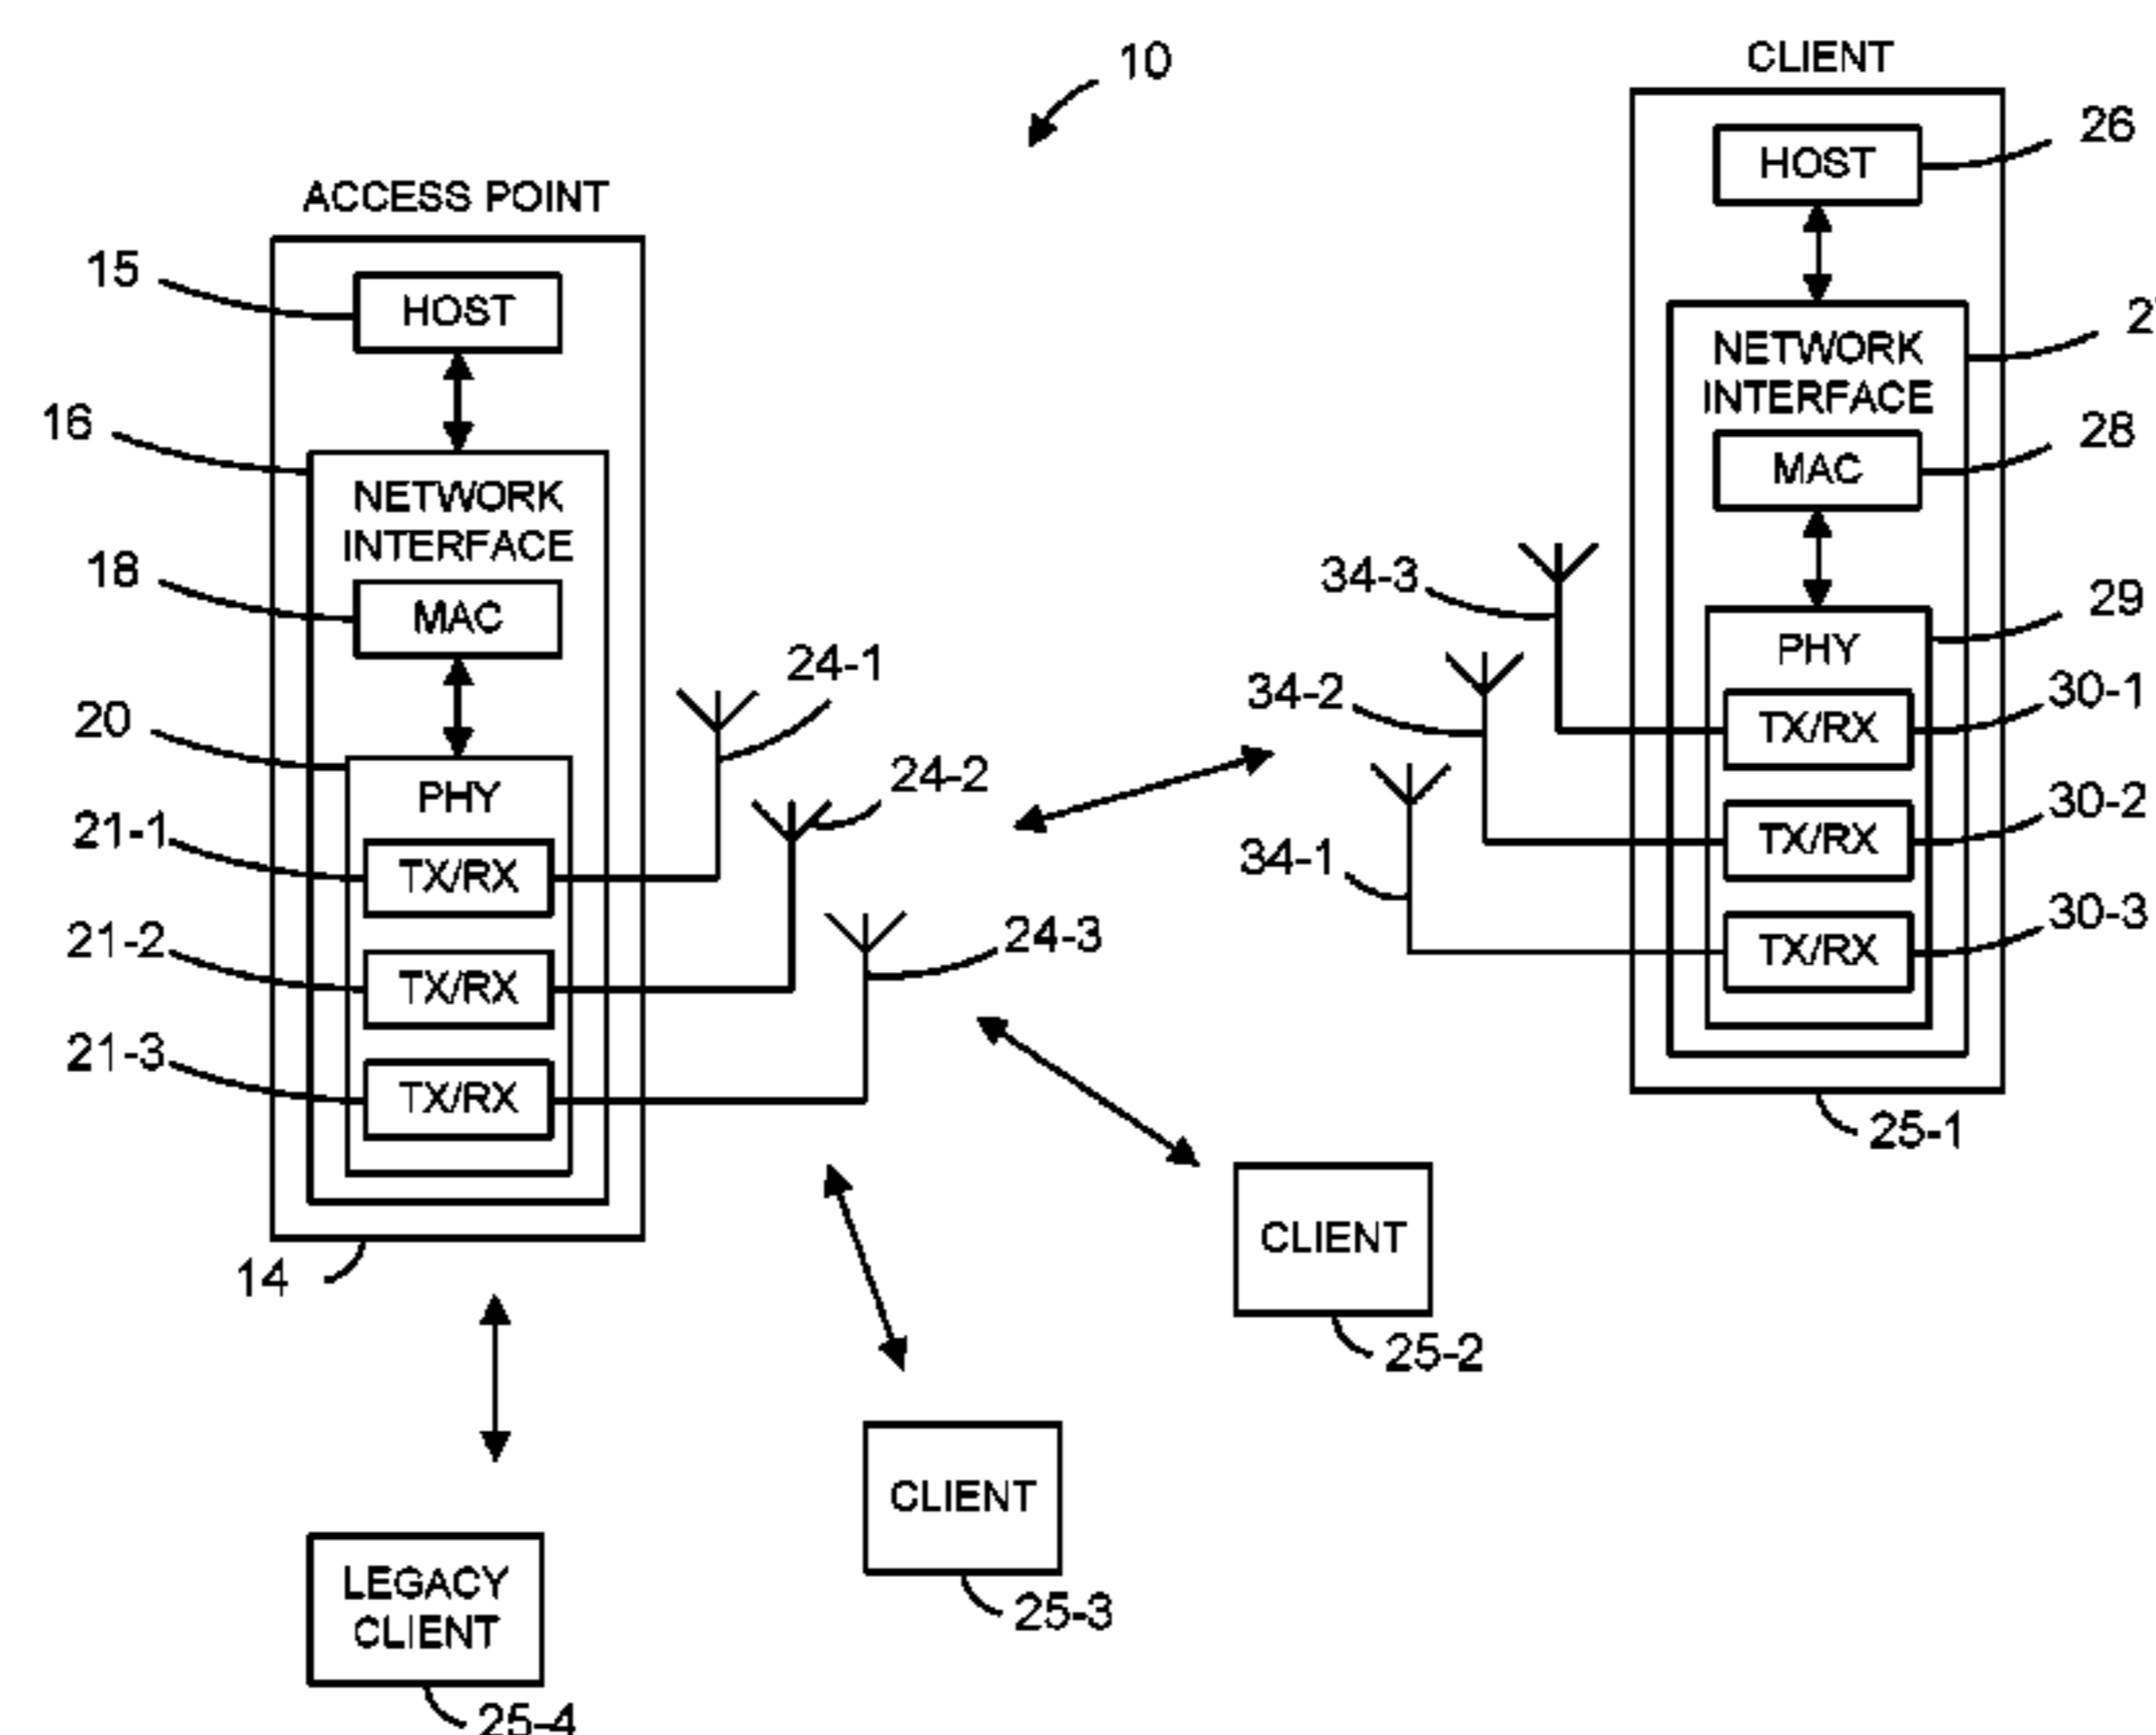 10
CLIENT
HOST
26
ACCESS POINT
15
HOST
NETWORK
INTERFACE
16
NETWORK
INTERFACE
MAC
28
18
MAC
34-3
29
PHY
24-1
34-2
30-1
TX/RX
20
PHY
24-2
30-2
TX/RX
21-1
TX/RX
34-1
30-3
TX/RX
21-2
TX/RX
24-3
21-3
TX/RX
25-1
14
CLIENT
25-2
CLIENT
25-3
LEGACY
CLIENT
25-4